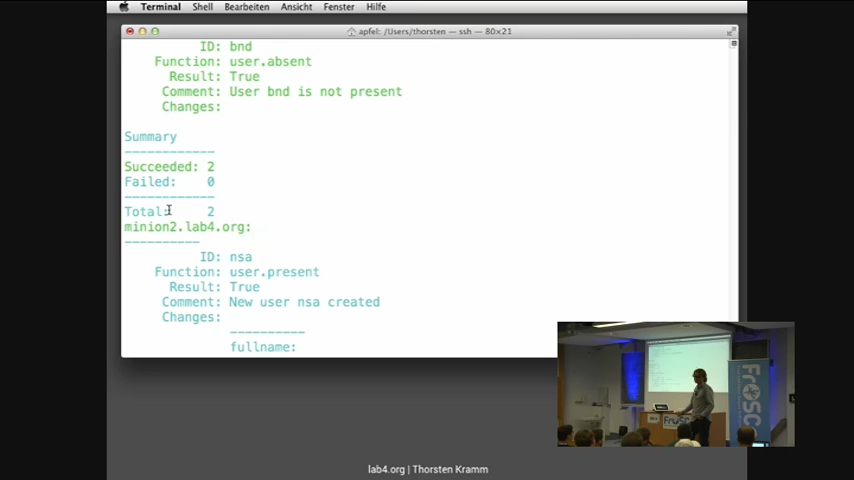 Terminal Shell Bearbeiten Ansicht Fenster Hilfe
apfel: /Users/thorsten — ssh — 80×21
ID: bnd
Function: user.absent
Result: True
Comment: User bnd is not present
Changes:
Summary
------------
Succeeded: 2
Failed: 0
------------
Total: 2
minion2.lab4.org:
----------
ID: nsa
Function: user.present
Result: True
Comment: New user nsa created
Changes:
----------
fullname:
FrOSC
lab4.org | Thorsten Kramm